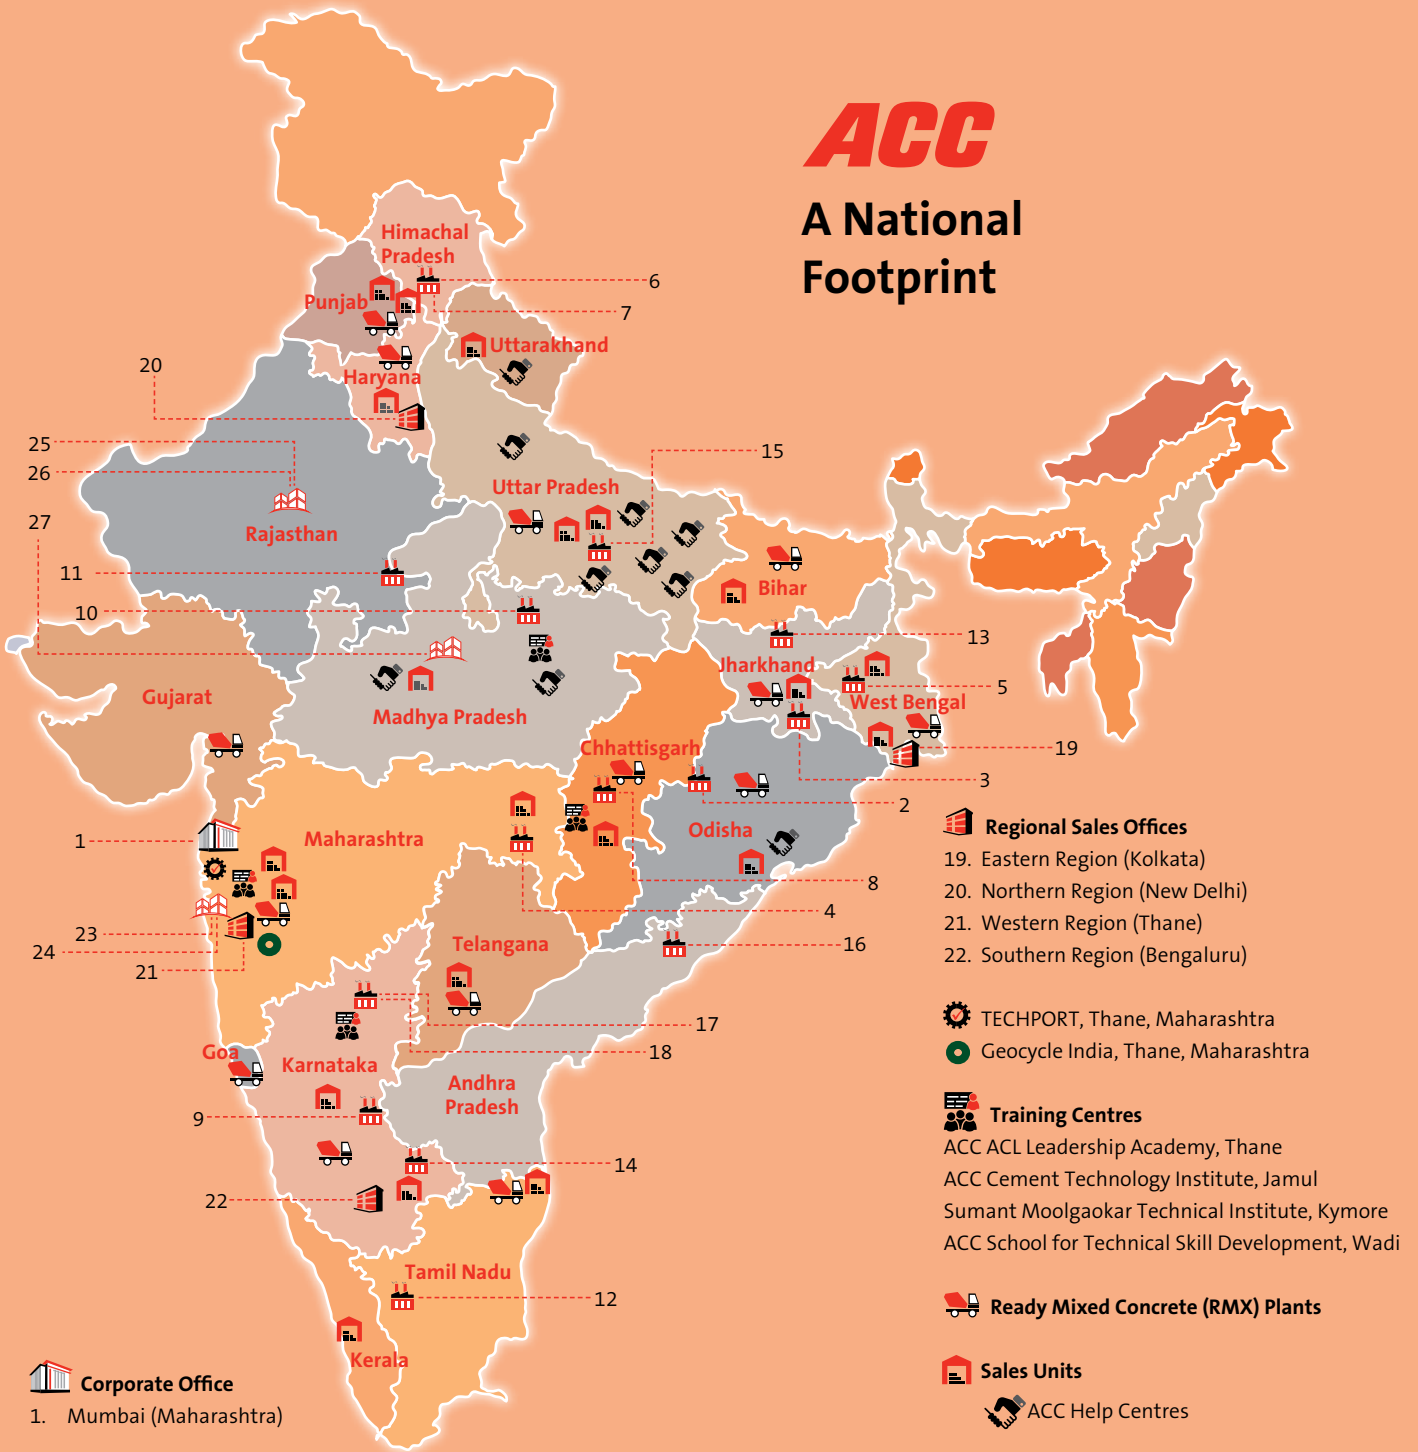 ACC
A National
Footprint
Himachal
Pradesh
6
Punjab
7
Uttarakhand
20
Haryana
25
15
26
Uttar Pradesh
27
Rajasthan
11
Bihar
10
13
Jharkhand
5
Gujarat
West Bengal
Madhya Pradesh
Chhattisgarh
19
3
2
1
Maharashtra
Odisha
8
4
23
24
Telangana
16
21
17
Goa
Karnataka
18
Andhra
Pradesh
9
14
22
Tamil Nadu
12
Kerala
Corporate Office
1. Mumbai (Maharashtra)
Regional Sales Offices
19. Eastern Region (Kolkata)
20. Northern Region (New Delhi)
21. Western Region (Thane)
22. Southern Region (Bengaluru)
TECHPORT, Thane, Maharashtra
Geocycle India, Thane, Maharashtra
Training Centres
ACC ACL Leadership Academy, Thane
ACC Cement Technology Institute, Jamul
Sumant Moolgaokar Technical Institute, Kymore
ACC School for Technical Skill Development, Wadi
Ready Mixed Concrete (RMX) Plants
Sales Units
ACC Help Centres